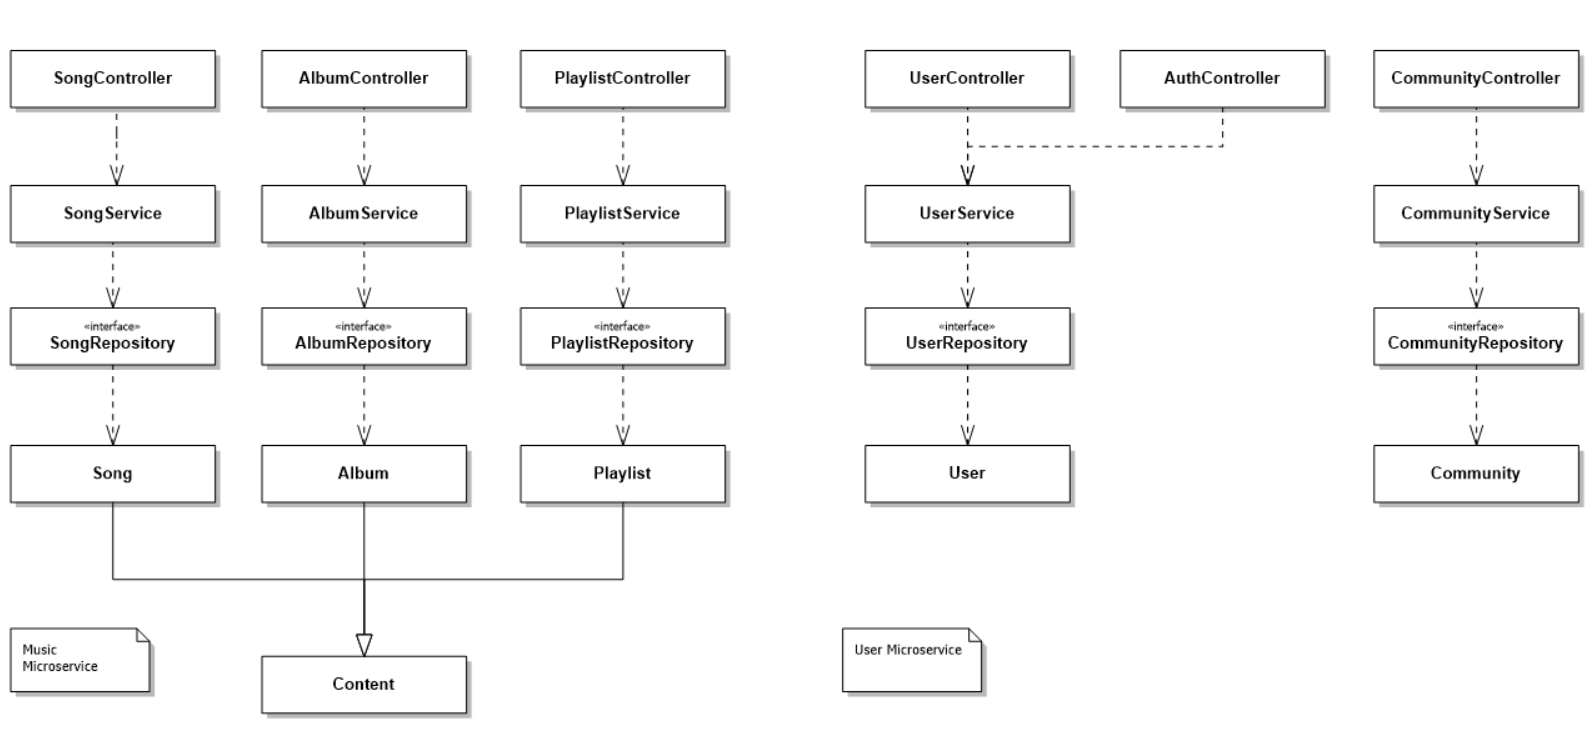 SongController
AlbumController
PlaylistController
UserController
AuthController
CommunityController
SongService
AlbumService
PlaylistService
UserService
CommunityService
«interface»
SongRepository
«interface»
AlbumRepository
«interface»
PlaylistRepository
«interface»
UserRepository
«interface»
CommunityRepository
Song
Album
Playlist
User
Community
Music
Microservice
User Microservice
Content